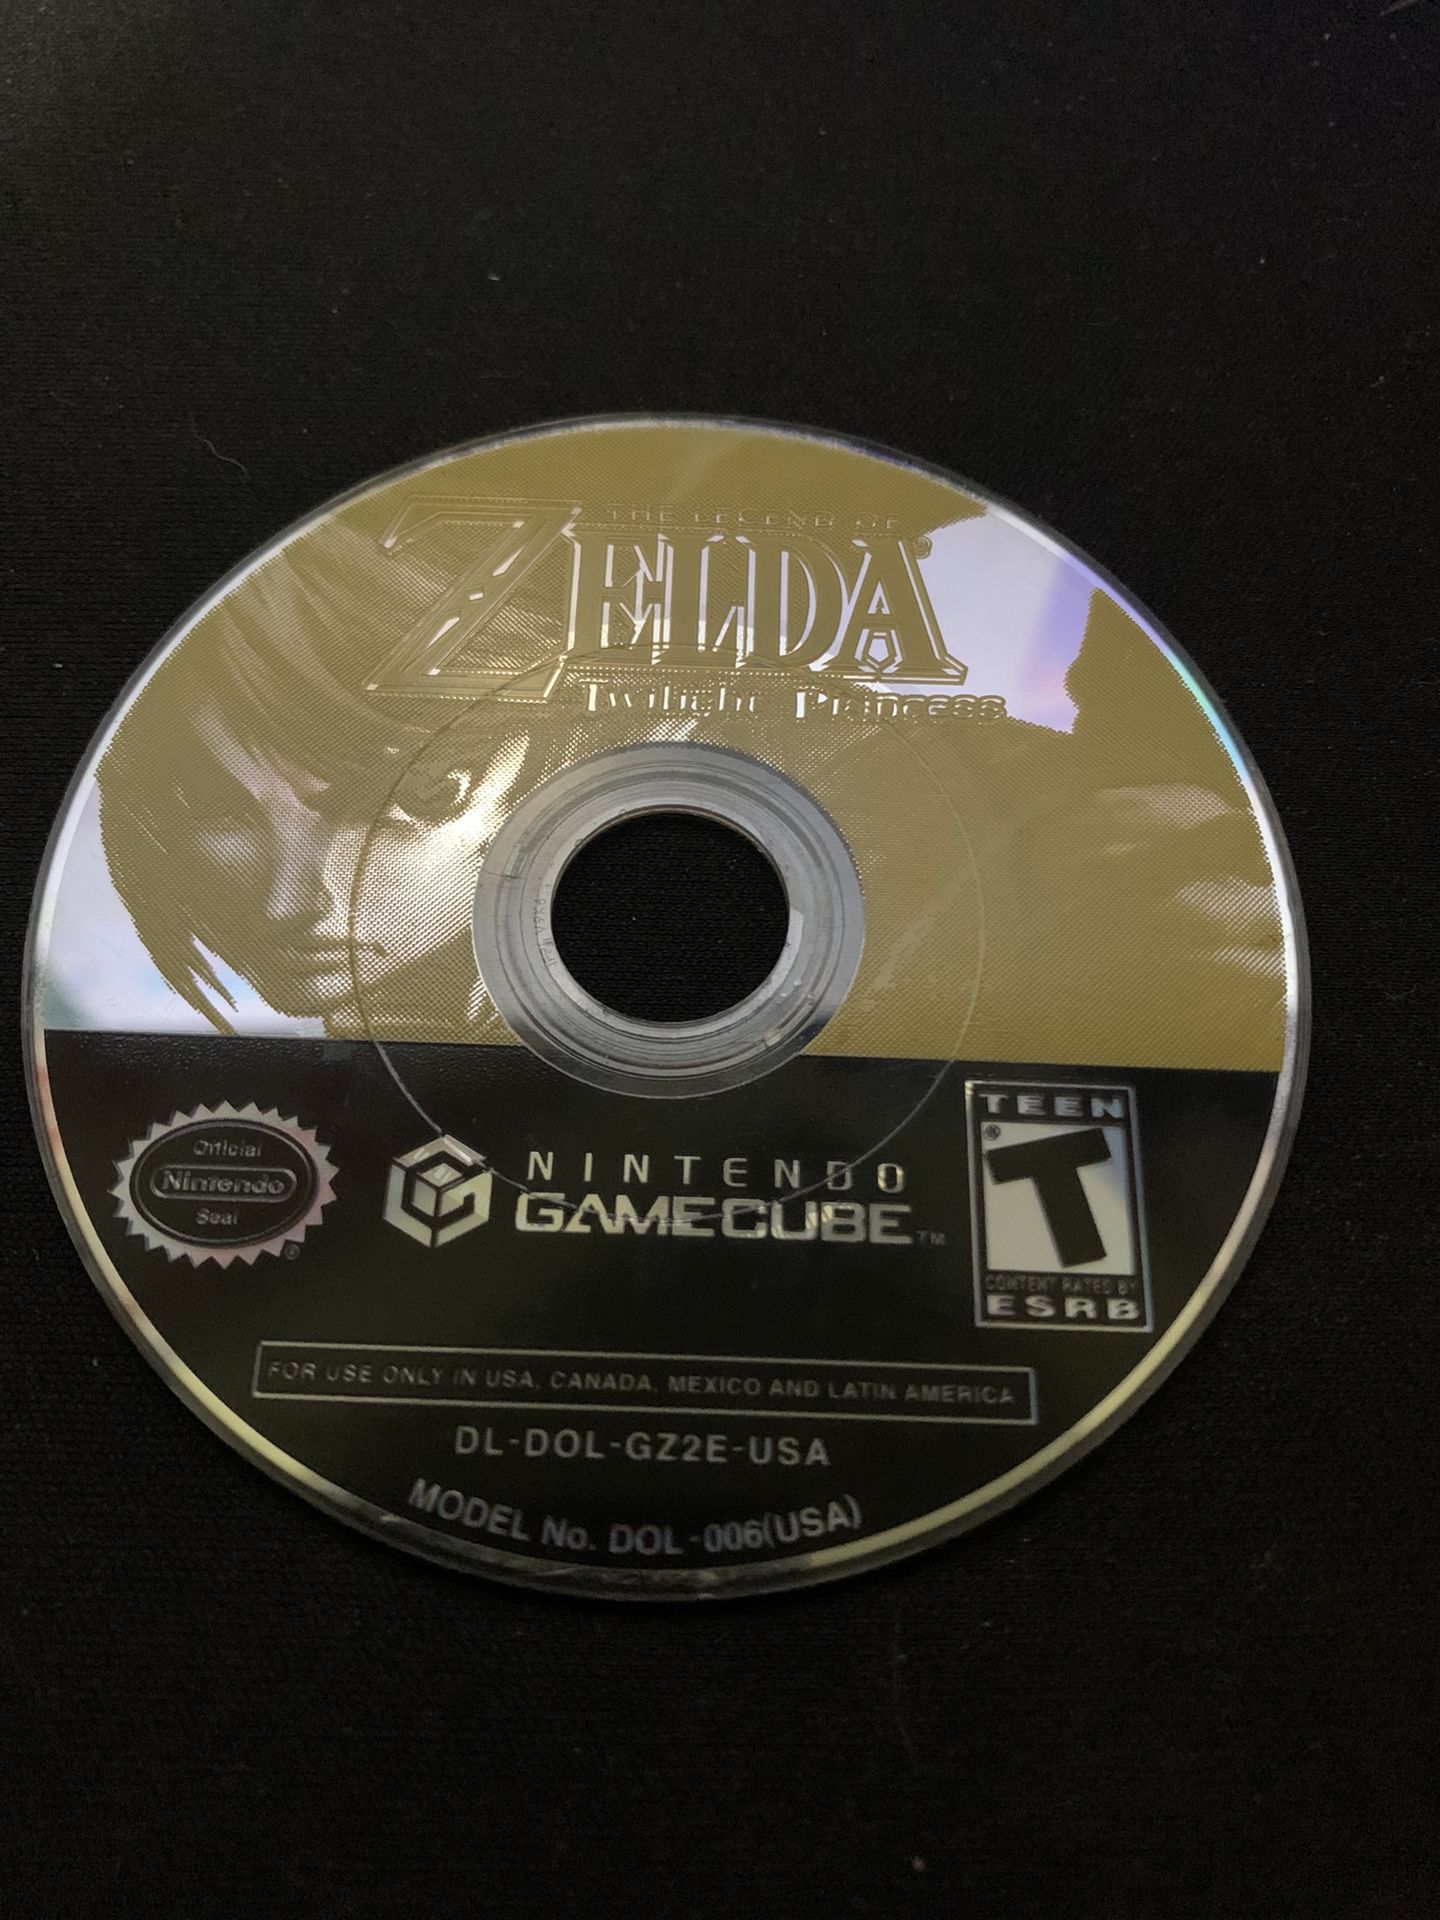 THE LEGEND OF
ZELDA®
Twilight Princess
Official
Nintendo
Seal
®
NINTENDO
GAMECUBE™
TEEN
®
T
CONTENT RATED BY
ESRB
FOR USE ONLY IN USA, CANADA, MEXICO AND LATIN AMERICA
DL-DOL-GZ2E-USA
MODEL No. DOL-006(USA)